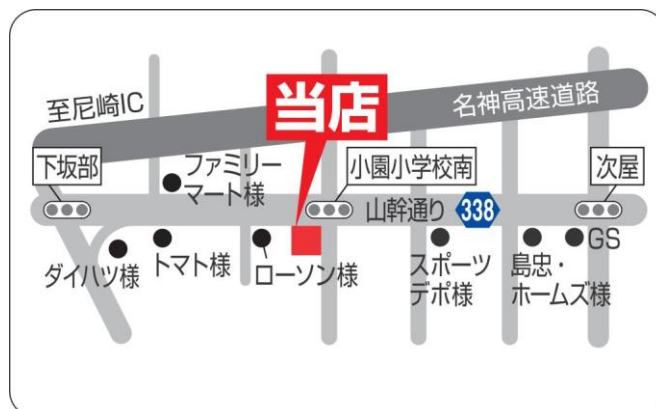 至尼崎IC
当店
名神高速道路
下坂部
ファミリー
マート様
小園小学校南
次屋
山幹通り
338
ダイハツ様
トマト様
ローソン様
スポーツ
デポ様
島忠・
ホームズ様
GS